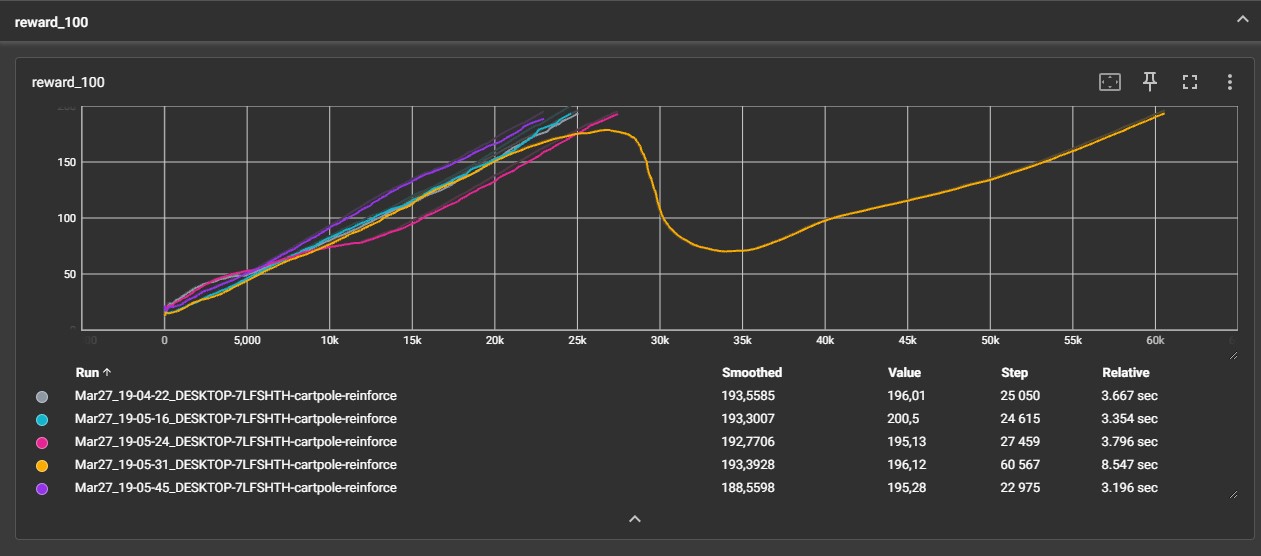 reward_100
reward_100
200
150
100
50
0 5,000 10k 15k 20k 25k 30k 35k 40k 45k 50k 55k 60k
Run ↑ Smoothed Value Step Relative
Mar27_19-04-22_DESKTOP-7LFSHTH-cartpole-reinforce 193,5585 196,01 25 050 3.667 sec
Mar27_19-05-16_DESKTOP-7LFSHTH-cartpole-reinforce 193,3007 200,5 24 615 3.354 sec
Mar27_19-05-24_DESKTOP-7LFSHTH-cartpole-reinforce 192,7706 195,13 27 459 3.796 sec
Mar27_19-05-31_DESKTOP-7LFSHTH-cartpole-reinforce 193,3928 196,12 60 567 8.547 sec
Mar27_19-05-45_DESKTOP-7LFSHTH-cartpole-reinforce 188,5598 195,28 22 975 3.196 sec